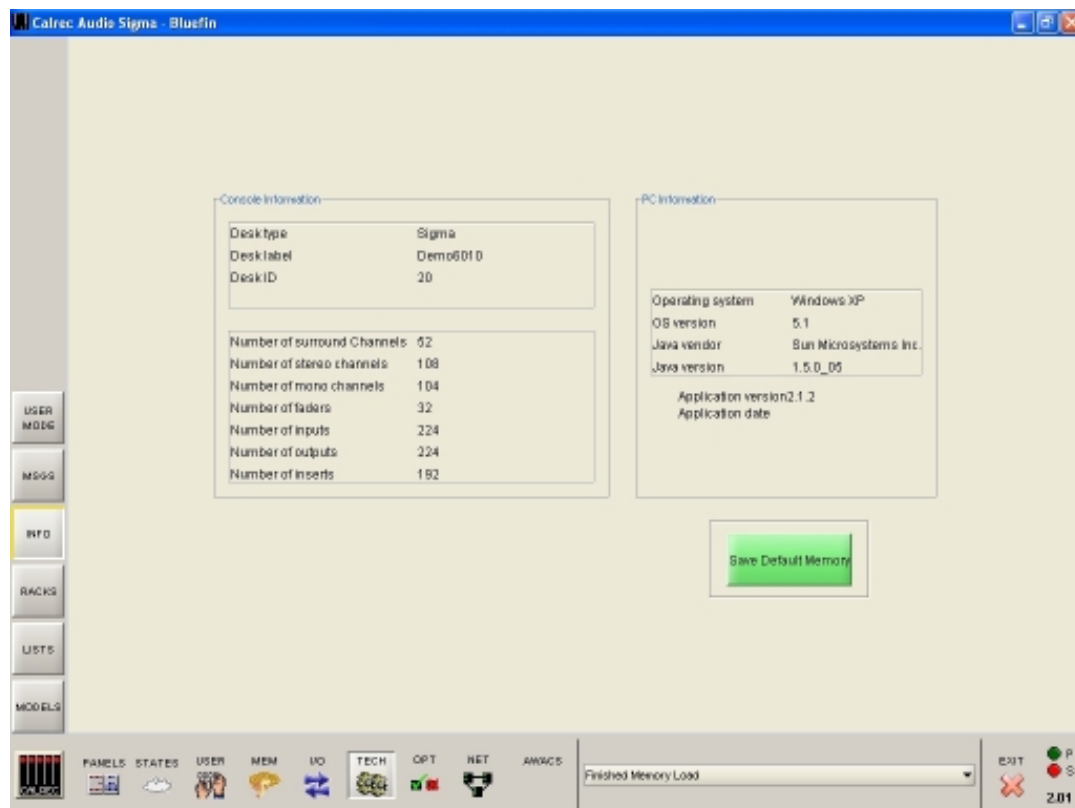 Calrec Audio Sigma - Bluefin
Console Information
Desk type Sigma
Desk label Demo6010
Desk ID 20
Number of surround Channels 52
Number of stereo channels 108
Number of mono channels 104
Number of faders 32
Number of inputs 224
Number of outputs 224
Number of inserts 192
PC Information
Operating system Windows XP
OS version 5.1
Java vendor Sun Microsystems Inc.
Java version 1.5.0_05
Application version2.1.2
Application date
Save Default Memory
USER MODE
MSGS
INFO
RACKS
LISTS
MODELS
CALREC
PANELS STATES USER MEM I/O TECH OPT NET AWACS
Finished Memory Load
EXIT
P
S
2.01